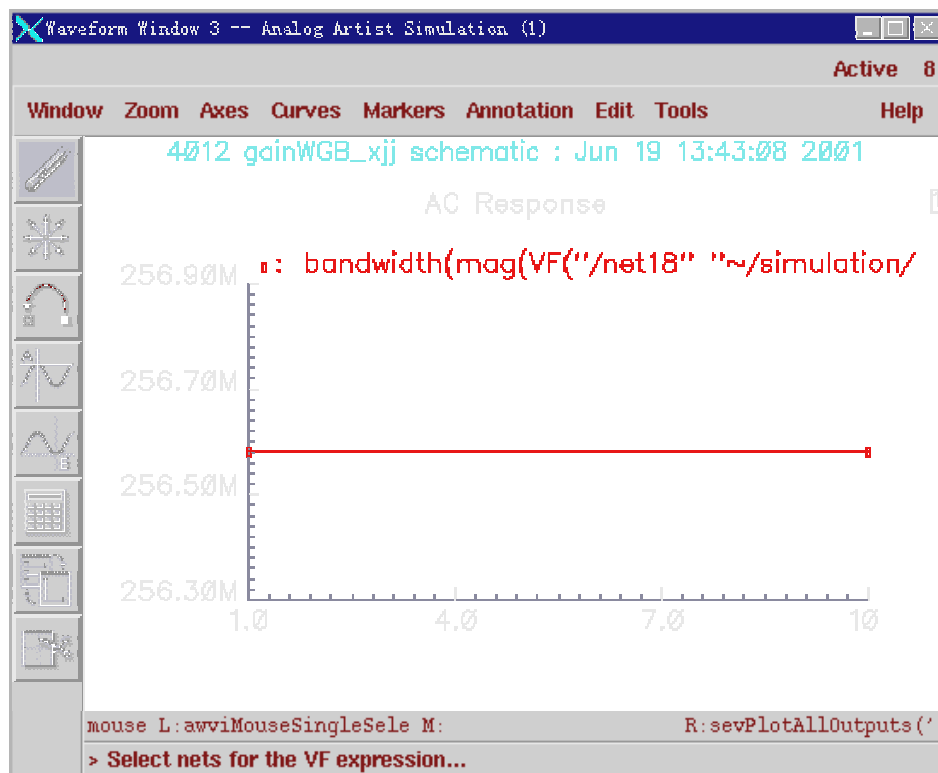 Waveform Window 3 -- Analog Artist Simulation (1)
Active 8
Window Zoom Axes Curves Markers Annotation Edit Tools Help
4012 gainWGB_xjj schematic : Jun 19 13:43:08 2001
AC Response
: bandwidth(mag(VF("/net18" "~/simulation/
256.90M
256.70M
256.50M
256.30M
1.0 4.0 7.0 10
A
B
mouse L:awviMouseSingleSele M: R:sevPlotAllOutputs('
> Select nets for the VF expression...